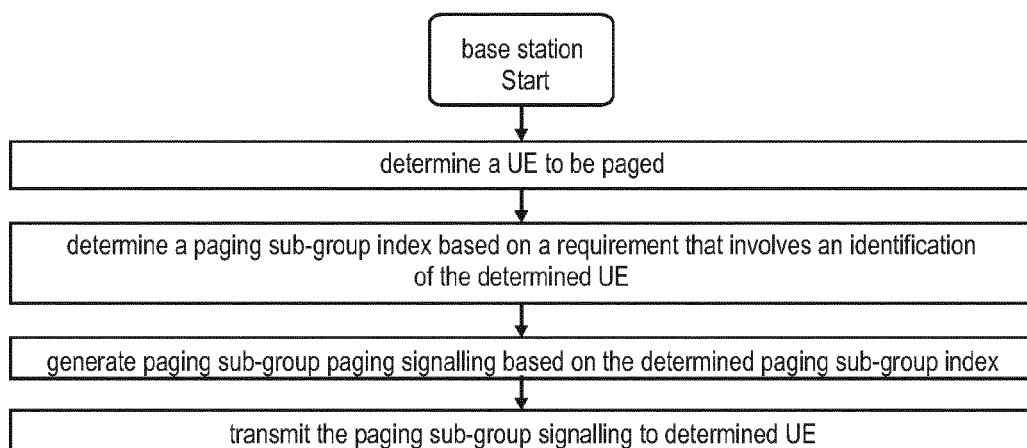 base station
Start
determine a UE to be paged
determine a paging sub-group index based on a requirement that involves an identification
of the determined UE
generate paging sub-group paging signalling based on the determined paging sub-group index
transmit the paging sub-group signalling to determined UE